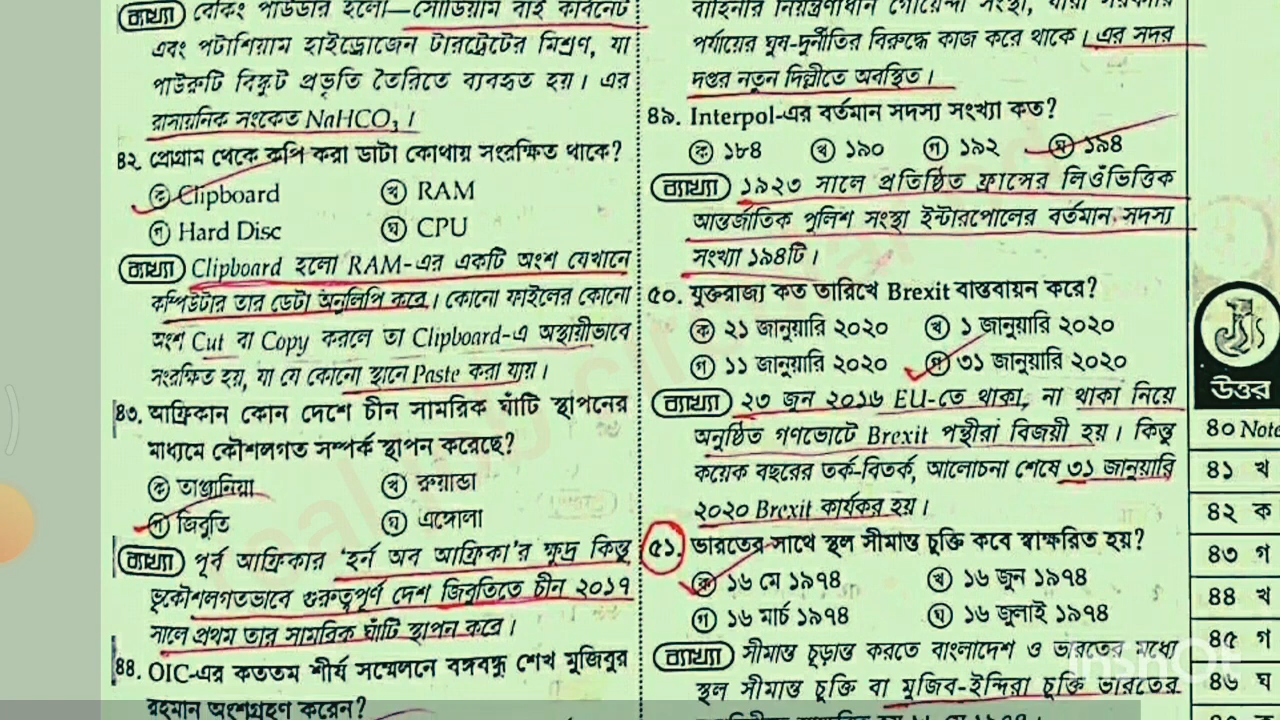 ব্যাখ্যা বেকিং পাউডার হলো—সোডিয়াম বাই কার্বনেট
এবং পটাশিয়াম হাইড্রোজেন টারট্রেটের মিশ্রণ, যা
পাউরুটি বিস্কুট প্রভৃতি তৈরিতে ব্যবহৃত হয়। এর
রাসায়নিক সংকেত NaHCO₃।
৪২. প্রোগ্রাম থেকে কপি করা ডাটা কোথায় সংরক্ষিত থাকে?
ক Clipboard খ RAM
গ Hard Disc ঘ CPU
ব্যাখ্যা Clipboard হলো RAM-এর একটি অংশ যেখানে
কম্পিউটার তার ডেটা অনুলিপি করে। কোনো ফাইলের কোনো
অংশ Cut বা Copy করলে তা Clipboard-এ অস্থায়ীভাবে
সংরক্ষিত হয়, যা যে কোনো স্থানে Paste করা যায়।
৪৩. আফ্রিকান কোন দেশে চীন সামরিক ঘাঁটি স্থাপনের
মাধ্যমে কৌশলগত সম্পর্ক স্থাপন করেছে?
ক তাঞ্জানিয়া খ রুয়ান্ডা
গ জিবুতি ঘ এঙ্গোলা
ব্যাখ্যা পূর্ব আফ্রিকার ‘হর্ন অব আফ্রিকা’র ক্ষুদ্র কিন্তু
ভূকৌশলগতভাবে গুরুত্বপূর্ণ দেশ জিবুতিতে চীন ২০১৭
সালে প্রথম তার সামরিক ঘাঁটি স্থাপন করে।
৪৪. OIC-এর কততম শীর্ষ সম্মেলনে বঙ্গবন্ধু শেখ মুজিবুর
রহমান অংশগ্রহণ করেন?
বাহিনীর নিয়ন্ত্রণাধীন গোয়েন্দা সংস্থা, যারা সরকারি
পর্যায়ের ঘুষ-দুর্নীতির বিরুদ্ধে কাজ করে থাকে। এর সদর
দপ্তর নতুন দিল্লীতে অবস্থিত।
৪৯. Interpol-এর বর্তমান সদস্য সংখ্যা কত?
ক ১৮৪ খ ১৯০ গ ১৯২ ঘ ১৯৪
ব্যাখ্যা ১৯২৩ সালে প্রতিষ্ঠিত ফ্রান্সের লিওঁভিত্তিক
আন্তর্জাতিক পুলিশ সংস্থা ইন্টারপোলের বর্তমান সদস্য
সংখ্যা ১৯৪টি।
৫০. যুক্তরাজ্য কত তারিখে Brexit বাস্তবায়ন করে?
ক ২১ জানুয়ারি ২০২০ খ ১ জানুয়ারি ২০২০
গ ১১ জানুয়ারি ২০২০ ঘ ৩১ জানুয়ারি ২০২০
ব্যাখ্যা ২৩ জুন ২০১৬ EU-তে থাকা, না থাকা নিয়ে
অনুষ্ঠিত গণভোটে Brexit পন্থীরা বিজয়ী হয়। কিন্তু
কয়েক বছরের তর্ক-বিতর্ক, আলোচনা শেষে ৩১ জানুয়ারি
২০২০ Brexit কার্যকর হয়।
৫১. ভারতের সাথে স্থল সীমান্ত চুক্তি কবে স্বাক্ষরিত হয়?
ক ১৬ মে ১৯৭৪ খ ১৬ জুন ১৯৭৪
গ ১৬ মার্চ ১৯৭৪ ঘ ১৬ জুলাই ১৯৭৪
ব্যাখ্যা সীমান্ত চূড়ান্ত করতে বাংলাদেশ ও ভারতের মধ্যে
স্থল সীমান্ত চুক্তি বা মুজিব-ইন্দিরা চুক্তি ভারতের
উত্তর
৪০ Note
৪১ খ
৪২ ক
৪৩ গ
৪৪ খ
৪৫ গ
৪৬ ঘ
InShOt